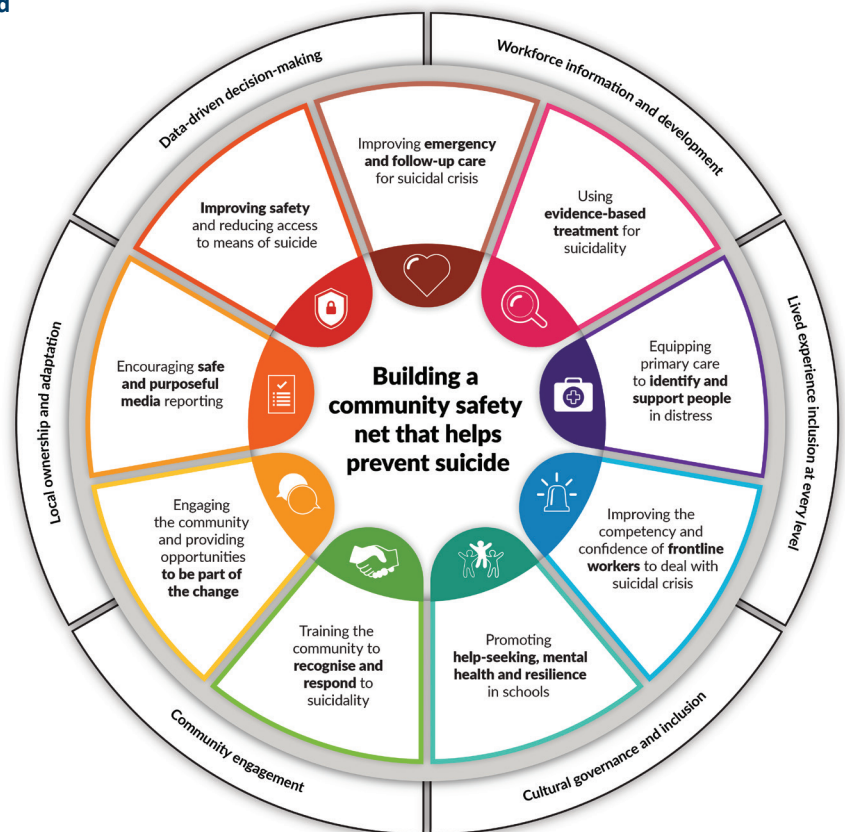 d
Data-driven decision-making
Workforce information and development
Lived experience inclusion at every level
Cultural governance and inclusion
Community engagement
Local ownership and adaptation
Improving emergency
and follow-up care
for suicidal crisis
Using
evidence-based
treatment for
suicidality
Equipping
primary care
to identify and
support people
in distress
Improving the
competency and
confidence of frontline
workers to deal with
suicidal crisis
Promoting
help-seeking, mental
health and resilience
in schools
Training the
community to
recognise and
respond to
suicidality
Engaging
the community
and providing
opportunities
to be part of
the change
Encouraging safe
and purposeful
media reporting
Improving safety
and reducing access
to means of suicide
Building a
community safety
net that helps
prevent suicide